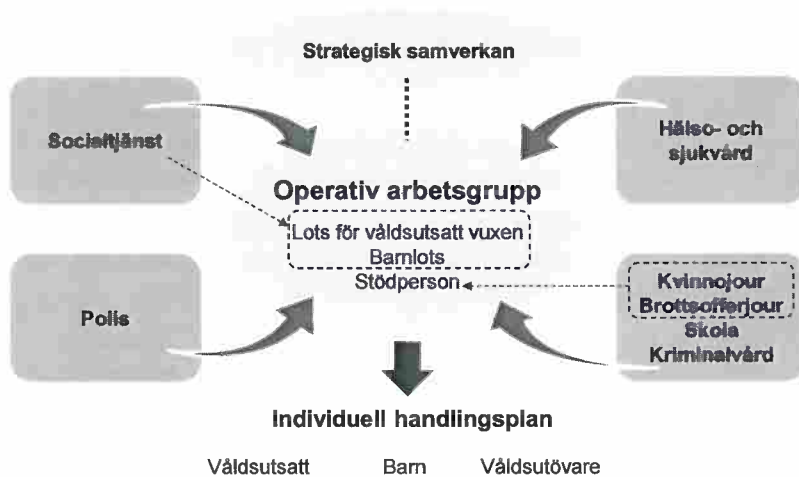 Strategisk samverkan
Socialtjänst
Hälso- och
sjukvård
Operativ arbetsgrupp
Lots för våldsutsatt vuxen
Barnlots
Stödperson
Polis
Kvinnojour
Brottsofferjour
Skola
Kriminalvård
Individuell handlingsplan
Våldsutsatt Barn Våldsutövare